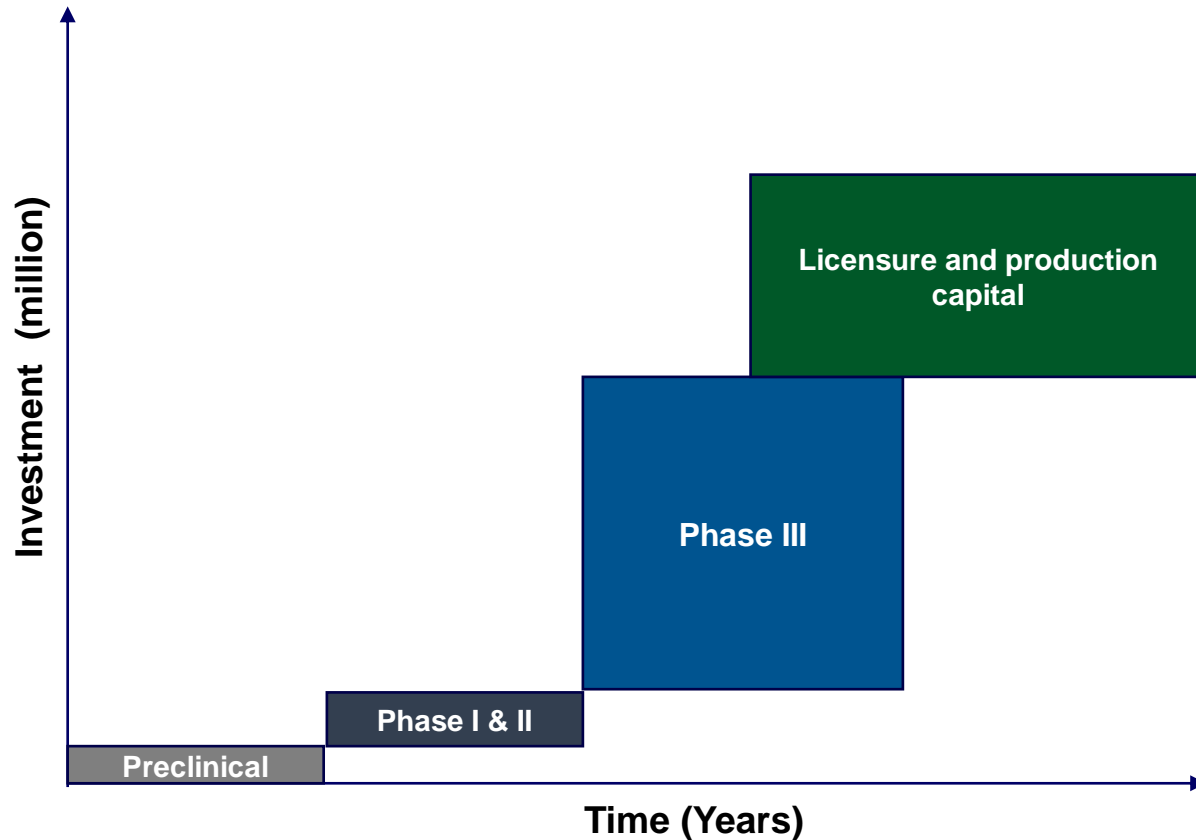 Investment (million)
Licensure and production
capital
Phase III
Phase I & II
Preclinical
Time (Years)